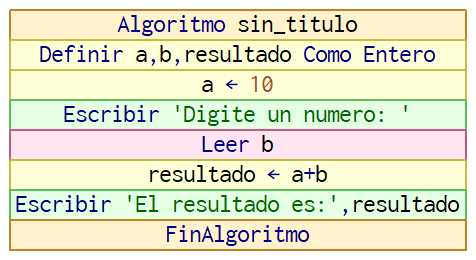 Algoritmo sin_titulo
Definir a,b,resultado Como Entero
a ← 10
Escribir 'Digite un numero: '
Leer b
resultado ← a+b
Escribir 'El resultado es:',resultado
FinAlgoritmo